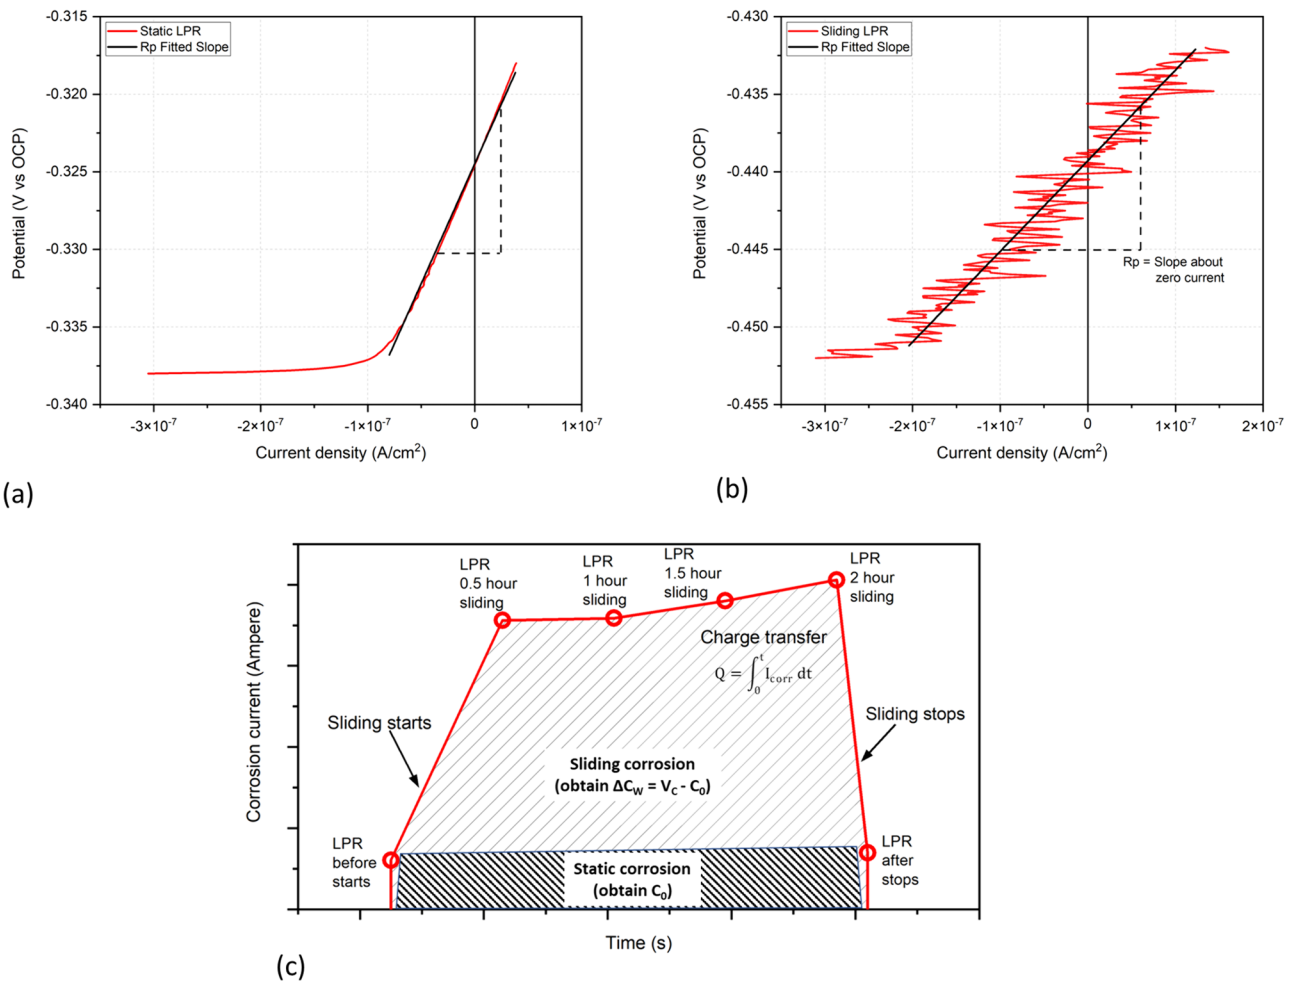 Static LPR
Rp Fitted Slope
-0.315
-0.320
-0.325
-0.330
-0.335
-0.340
Potential (V vs OCP)
-3×10⁻⁷
-2×10⁻⁷
-1×10⁻⁷
0
1×10⁻⁷
Current density (A/cm²)
(a)
Sliding LPR
Rp Fitted Slope
-0.430
-0.435
-0.440
-0.445
-0.450
-0.455
Potential (V vs OCP)
Rp = Slope about
zero current
-3×10⁻⁷
-2×10⁻⁷
-1×10⁻⁷
0
1×10⁻⁷
2×10⁻⁷
Current density (A/cm²)
(b)
LPR
0.5 hour
sliding
LPR
1 hour
sliding
LPR
1.5 hour
sliding
LPR
2 hour
sliding
Charge transfer
Q = ∫₀ᵗ I_corr dt
Sliding starts
Sliding stops
Sliding corrosion
(obtain ΔC_W = V_C - C₀)
LPR
before
starts
Static corrosion
(obtain C₀)
LPR
after
stops
Corrosion current (Ampere)
Time (s)
(c)